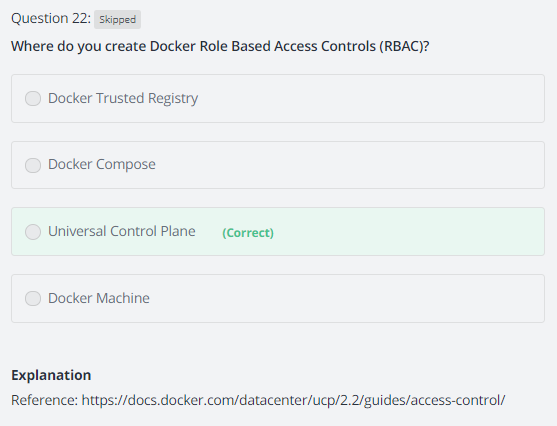 Question 22: Skipped
Where do you create Docker Role Based Access Controls (RBAC)?
Docker Trusted Registry
Docker Compose
Universal Control Plane (Correct)
Docker Machine
Explanation
Reference: https://docs.docker.com/datacenter/ucp/2.2/guides/access-control/